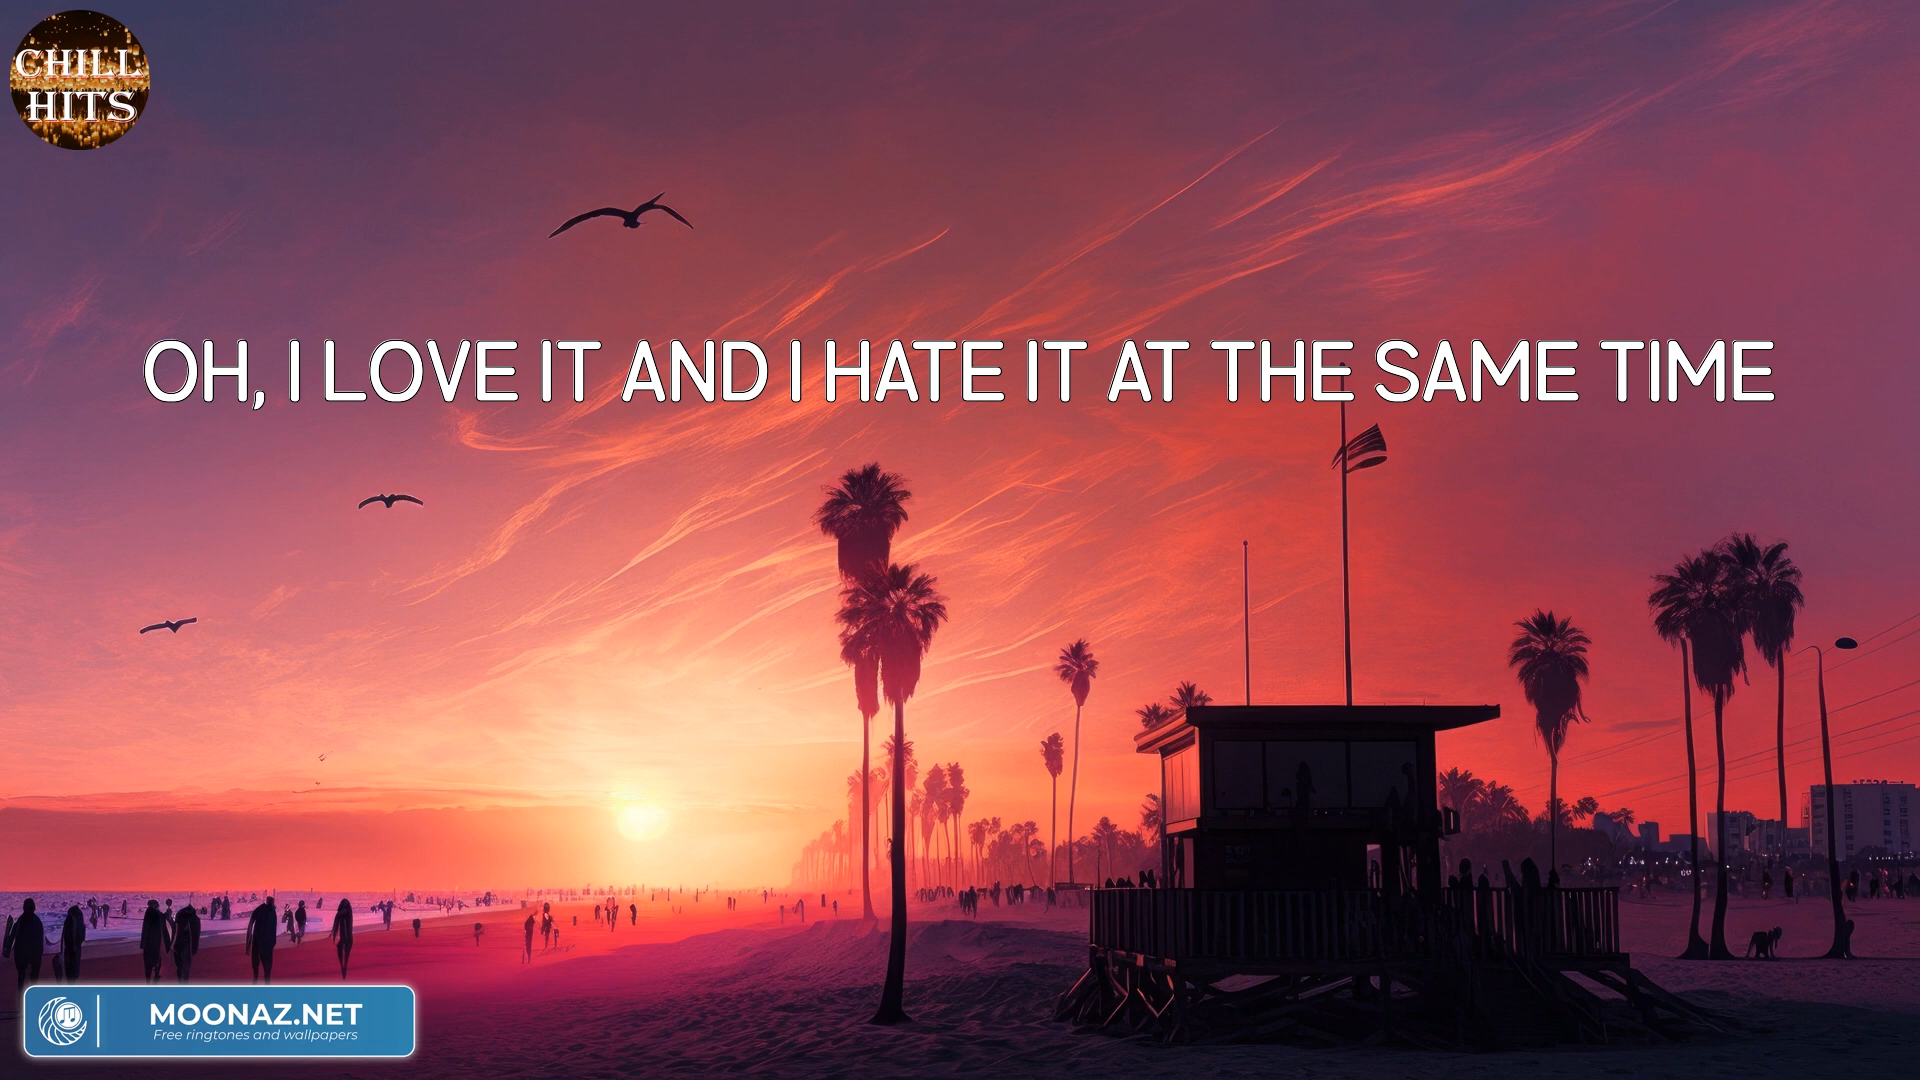 CHILL
HITS
OH, I LOVE IT AND I HATE IT AT THE SAME TIME
MOONAZ.NET
Free ringtones and wallpapers